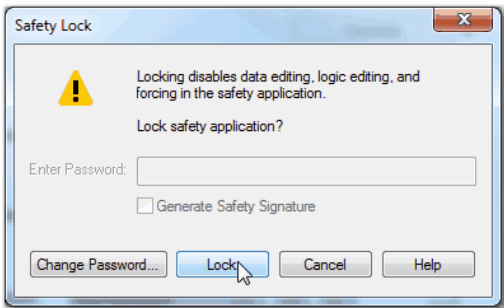 Safety Lock
Locking disables data editing, logic editing, and
forcing in the safety application.
Lock safety application?
Enter Password:
Generate Safety Signature
Change Password... Lock Cancel Help